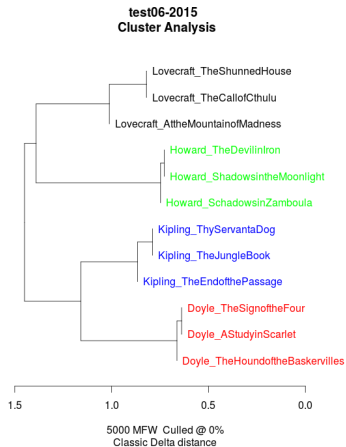 test06-2015
Cluster Analysis
Lovecraft_TheShunnedHouse
Lovecraft_TheCallofCthulu
Lovecraft_AttheMountainofMadness
Howard_TheDevilinIron
Howard_ShadowsintheMoonlight
Howard_SchadowsinZamboula
Kipling_ThyServantaDog
Kipling_TheJungleBook
Kipling_TheEndofthePassage
Doyle_TheSignoftheFour
Doyle_AStudyinScarlet
Doyle_TheHoundoftheBaskervilles
1.5 1.0 0.5 0.0
5000 MFW Culled @ 0%
Classic Delta distance